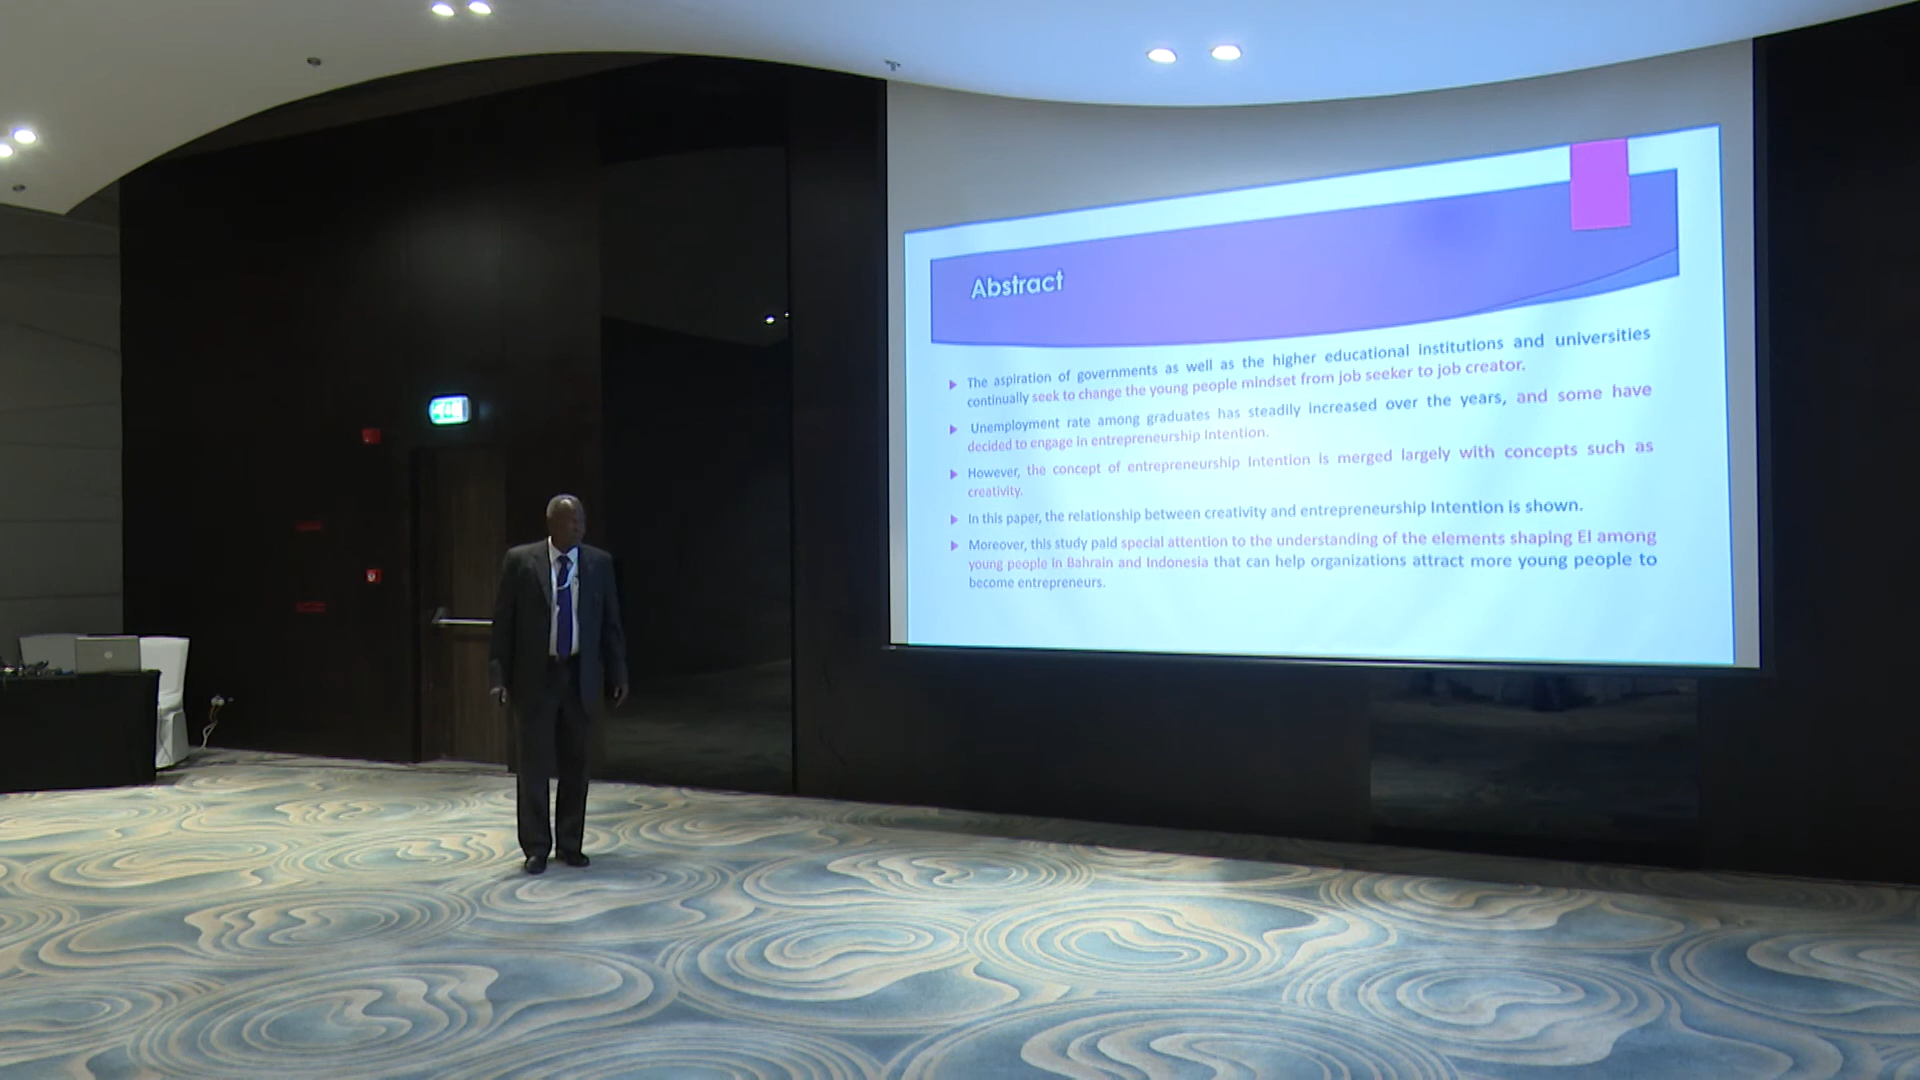 Abstract
The aspiration of governments as well as the higher educational institutions and universities
continually seek to change the young people mindset from job seeker to job creator.
Unemployment rate among graduates has steadily increased over the years, and some have
decided to engage in entrepreneurship Intention.
However, the concept of entrepreneurship Intention is merged largely with concepts such as
creativity.
In this paper, the relationship between creativity and entrepreneurship Intention is shown.
Moreover, this study paid special attention to the understanding of the elements shaping EI among
young people in Bahrain and Indonesia that can help organizations attract more young people to
become entrepreneurs.